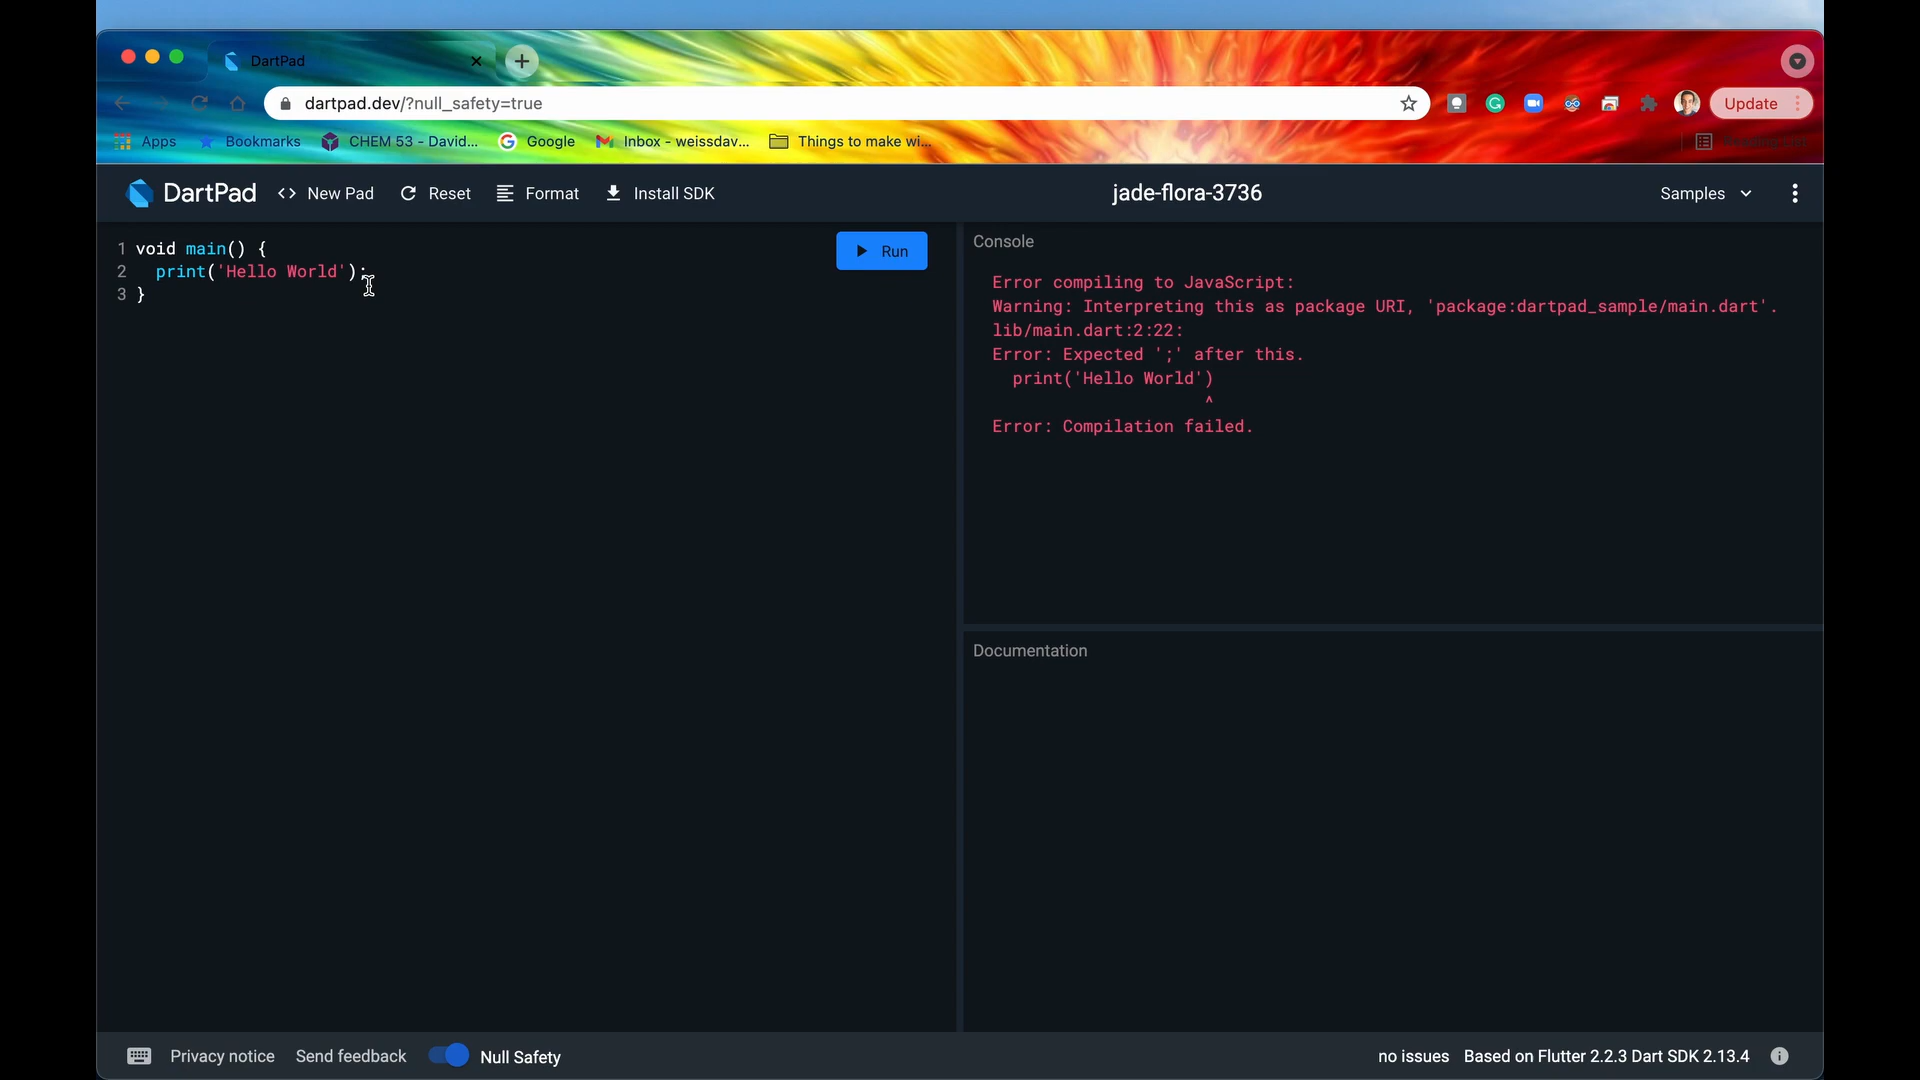 DartPad
dartpad.dev/?null_safety=true
Update
Apps
Bookmarks
CHEM 53 - David...
Google
Inbox - weissdav...
Things to make wi...
Reading List
DartPad
New Pad
Reset
Format
Install SDK
jade-flora-3736
Samples
1 void main() {
2 print('Hello World');
3 }
Run
Console
Error compiling to JavaScript:
Warning: Interpreting this as package URI, 'package:dartpad_sample/main.dart'.
lib/main.dart:2:22:
Error: Expected ';' after this.
print('Hello World')
^
Error: Compilation failed.
Documentation
Privacy notice
Send feedback
Null Safety
no issues
Based on Flutter 2.2.3 Dart SDK 2.13.4